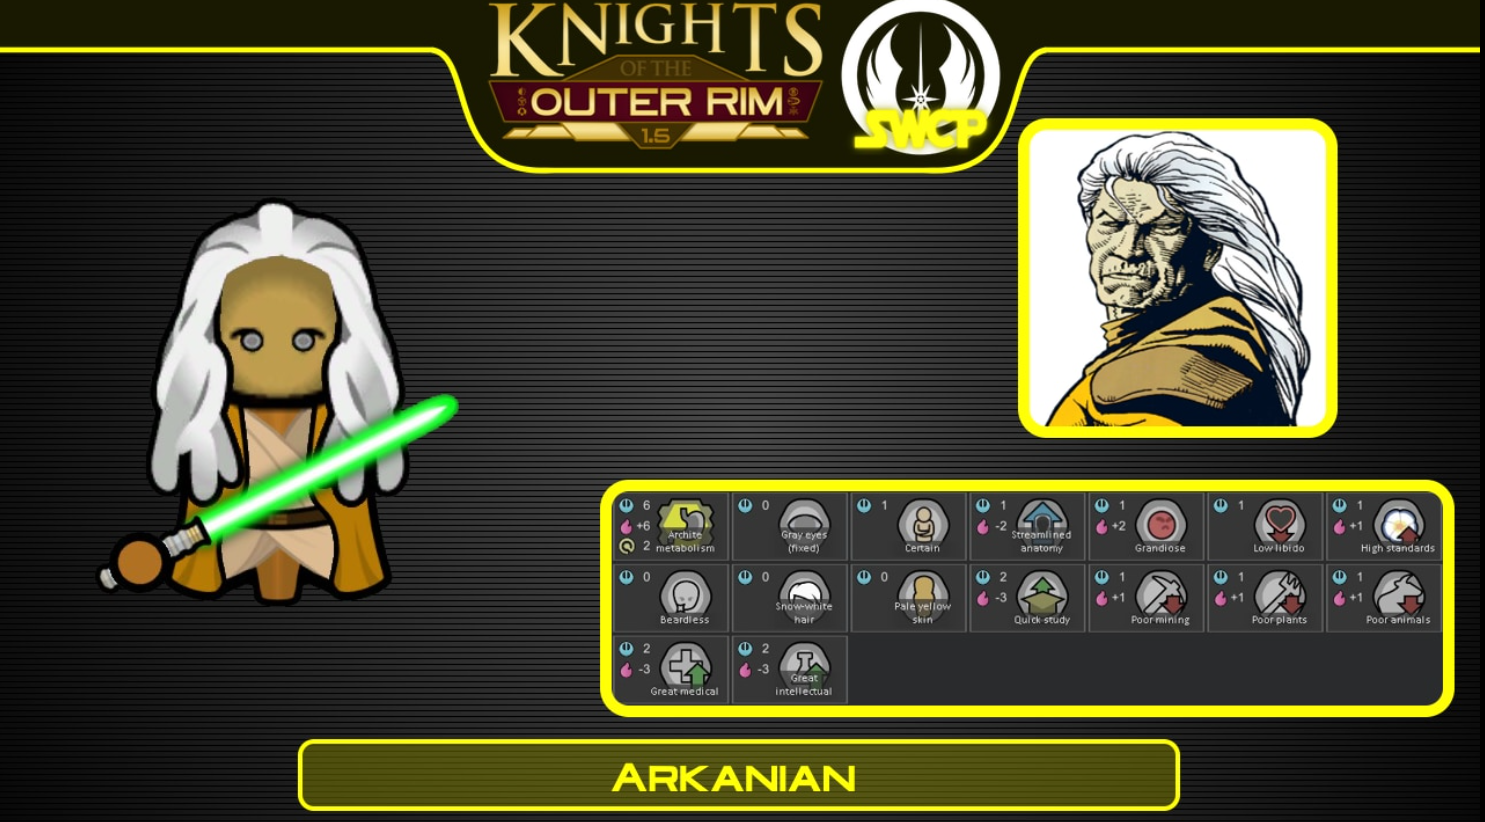 KNIGHTS
OF THE
OUTER RIM
1.5
SWCP
6
+6
2
Archite
metabolism
0
Gray eyes
(fixed)
1
Certain
1
-2
Streamlined
anatomy
1
+2
Grandiose
1
Low libido
1
+1
High standards
0
Beardless
0
Snow-white
hair
0
Pale yellow
skin
2
-3
Quick study
1
+1
Poor mining
1
+1
Poor plants
1
+1
Poor animals
2
-3
Great medical
2
-3
Great
intellectual
ARKANIAN